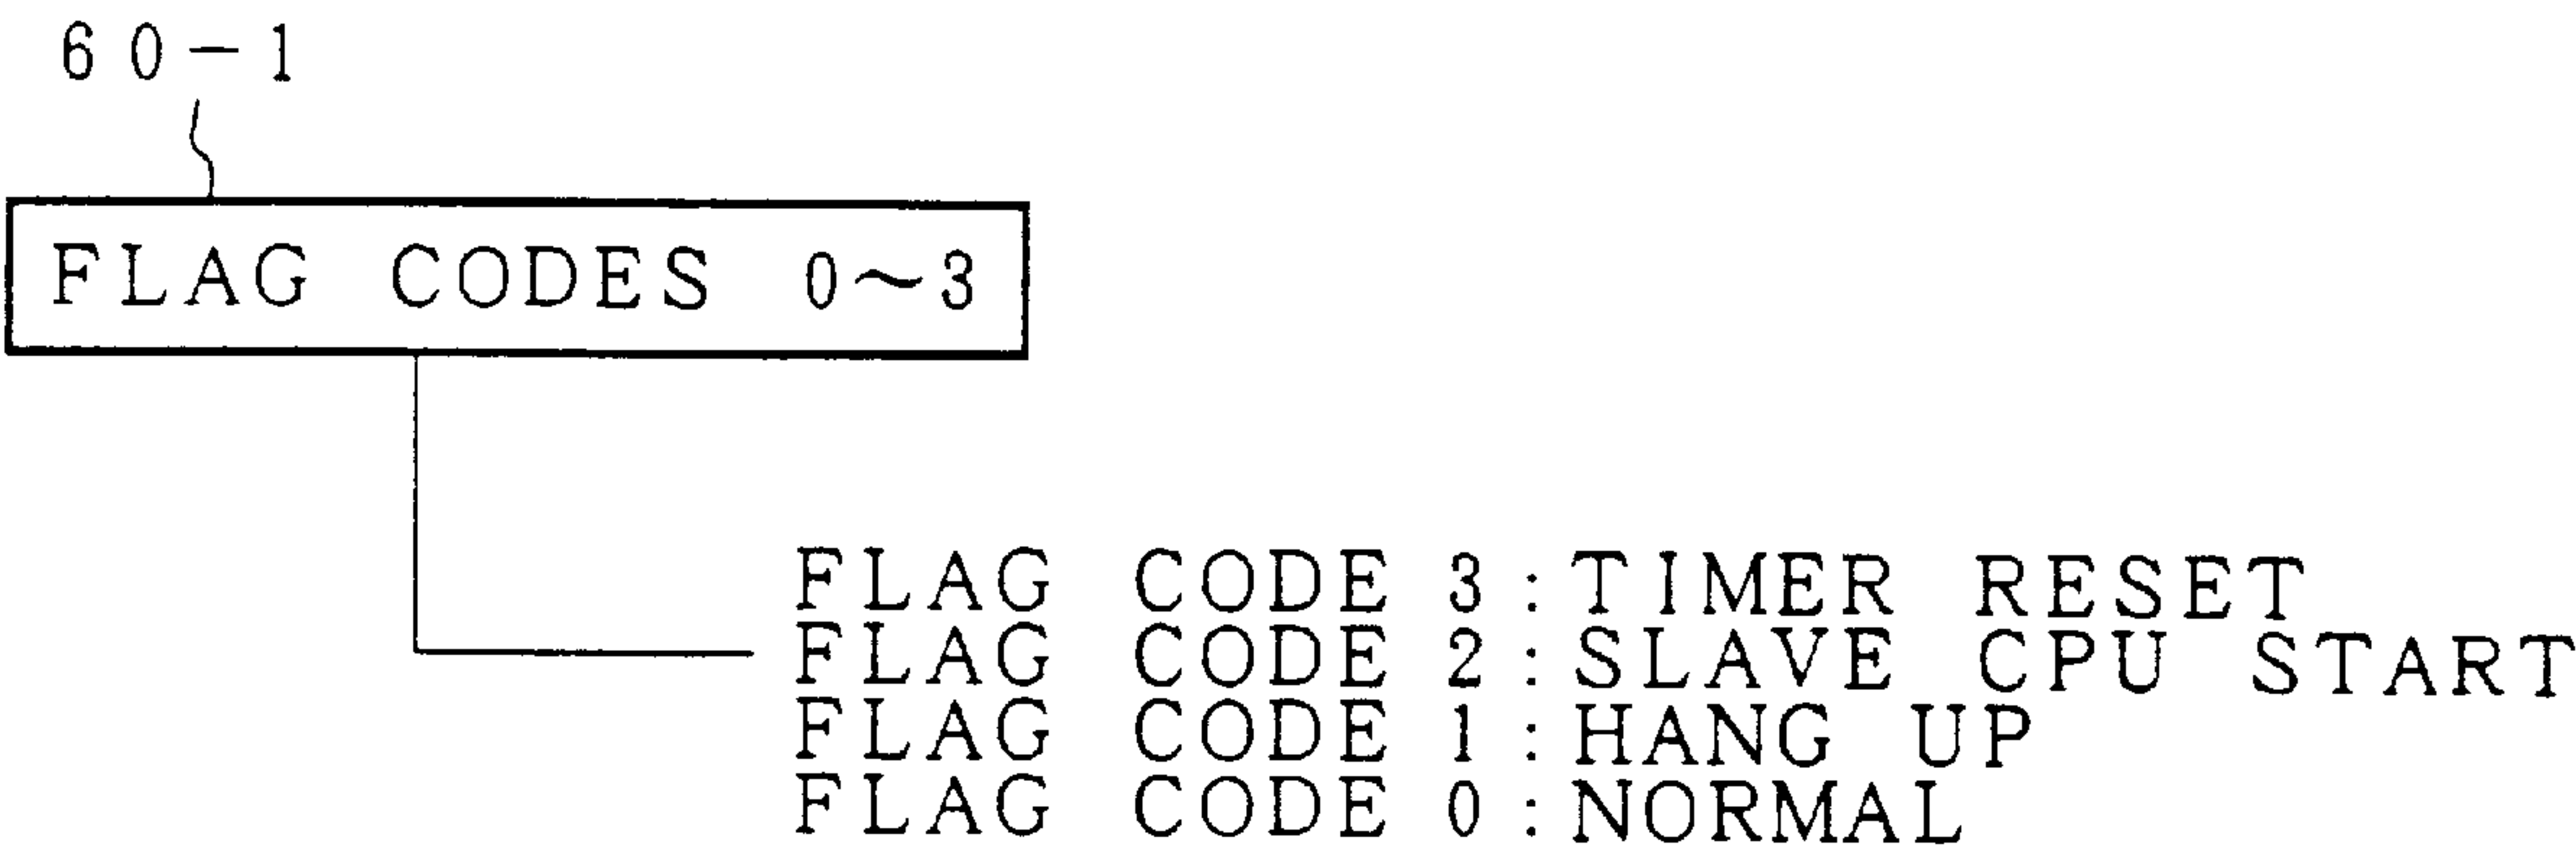 60-1
FLAG CODES 0~3
FLAG CODE 3:TIMER RESET
FLAG CODE 2:SLAVE CPU START
FLAG CODE 1:HANG UP
FLAG CODE 0:NORMAL